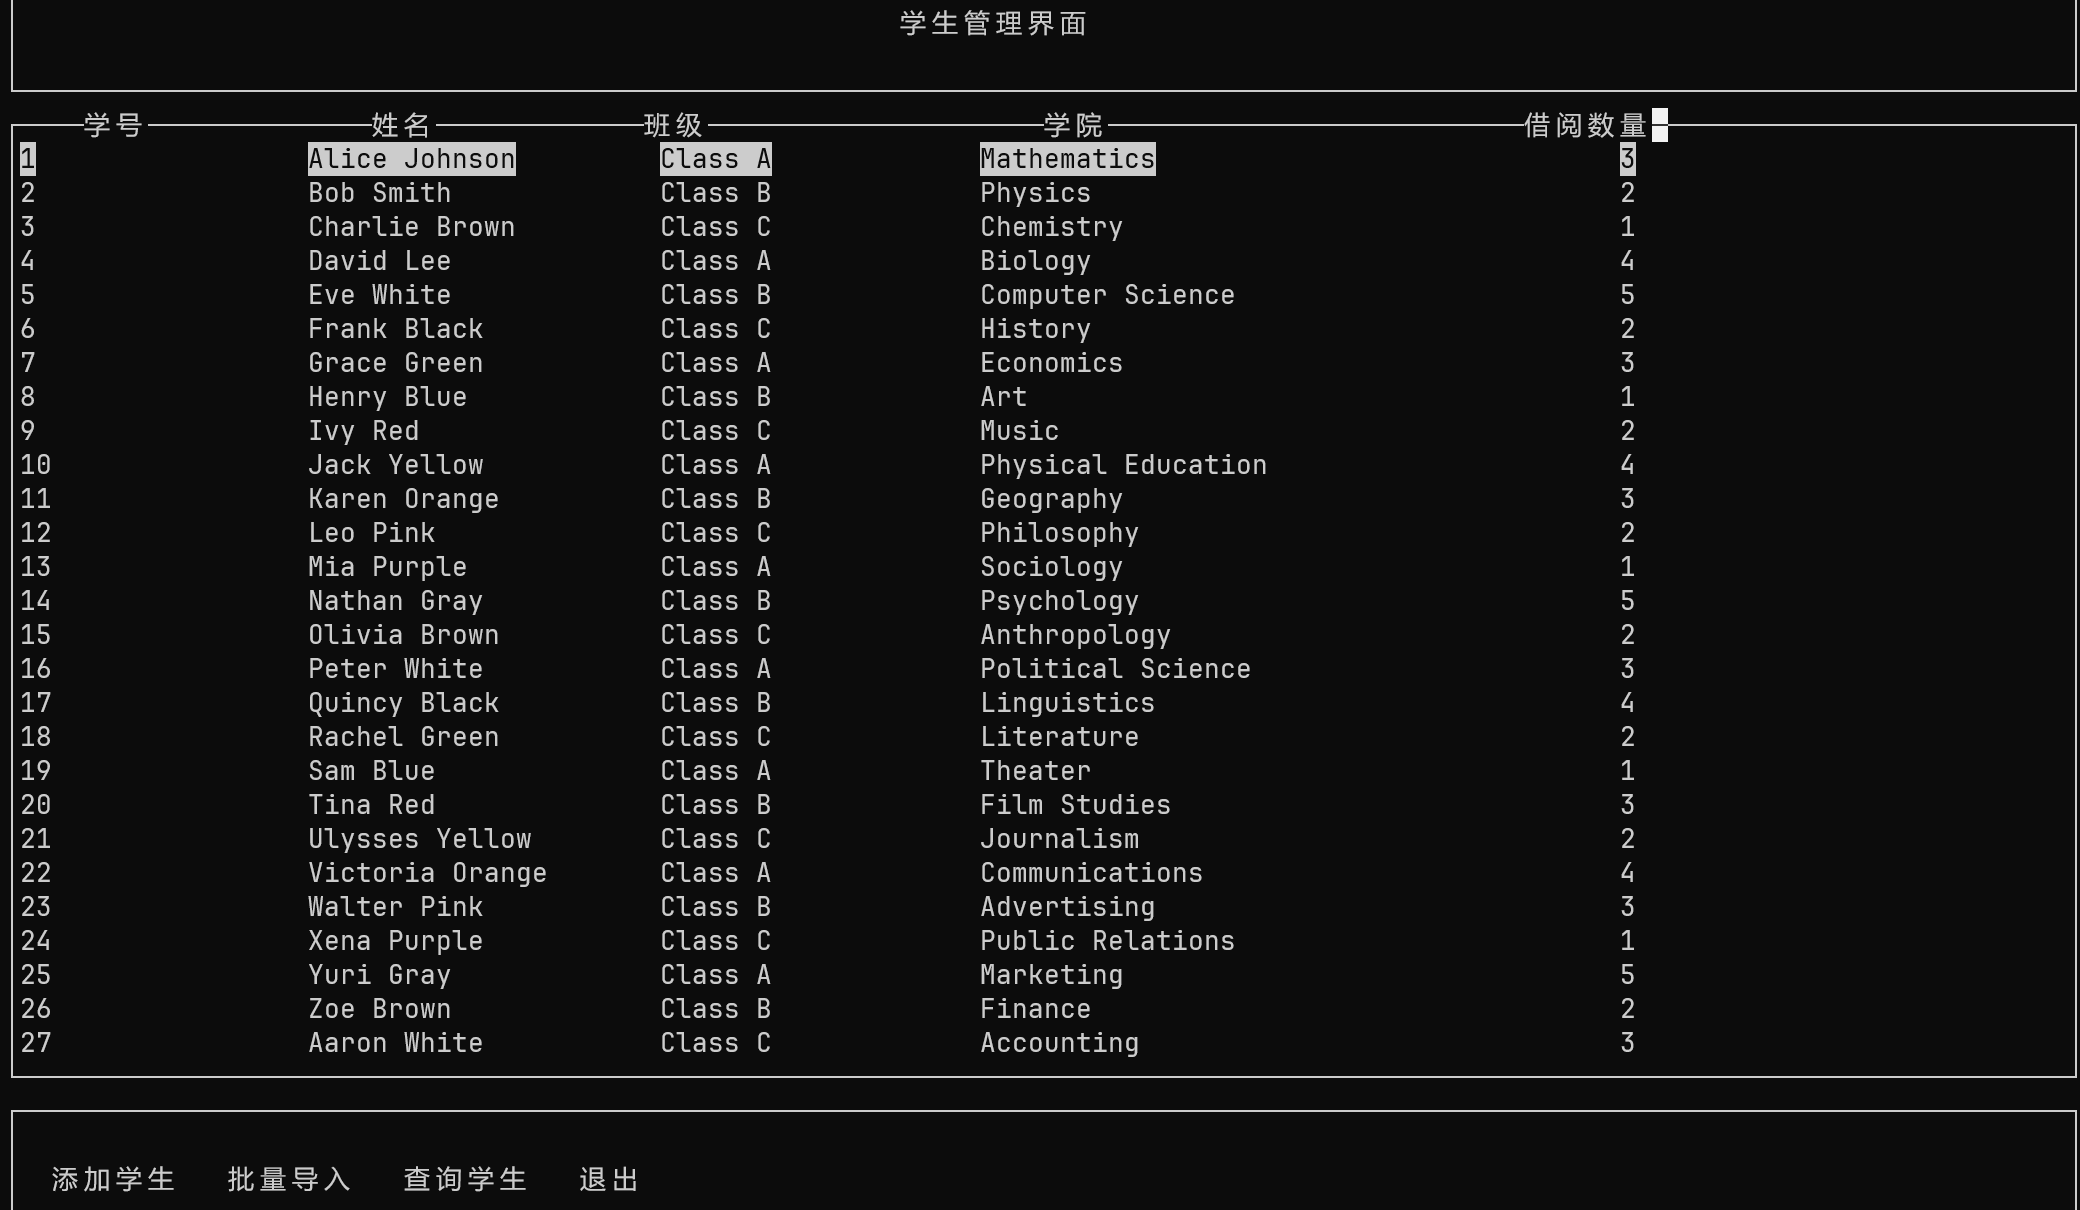 学生管理界面
学号 姓名 班级 学院 借阅数量
1 Alice Johnson Class A Mathematics 3
2 Bob Smith Class B Physics 2
3 Charlie Brown Class C Chemistry 1
4 David Lee Class A Biology 4
5 Eve White Class B Computer Science 5
6 Frank Black Class C History 2
7 Grace Green Class A Economics 3
8 Henry Blue Class B Art 1
9 Ivy Red Class C Music 2
10 Jack Yellow Class A Physical Education 4
11 Karen Orange Class B Geography 3
12 Leo Pink Class C Philosophy 2
13 Mia Purple Class A Sociology 1
14 Nathan Gray Class B Psychology 5
15 Olivia Brown Class C Anthropology 2
16 Peter White Class A Political Science 3
17 Quincy Black Class B Linguistics 4
18 Rachel Green Class C Literature 2
19 Sam Blue Class A Theater 1
20 Tina Red Class B Film Studies 3
21 Ulysses Yellow Class C Journalism 2
22 Victoria Orange Class A Communications 4
23 Walter Pink Class B Advertising 3
24 Xena Purple Class C Public Relations 1
25 Yuri Gray Class A Marketing 5
26 Zoe Brown Class B Finance 2
27 Aaron White Class C Accounting 3
添加学生 批量导入 查询学生 退出